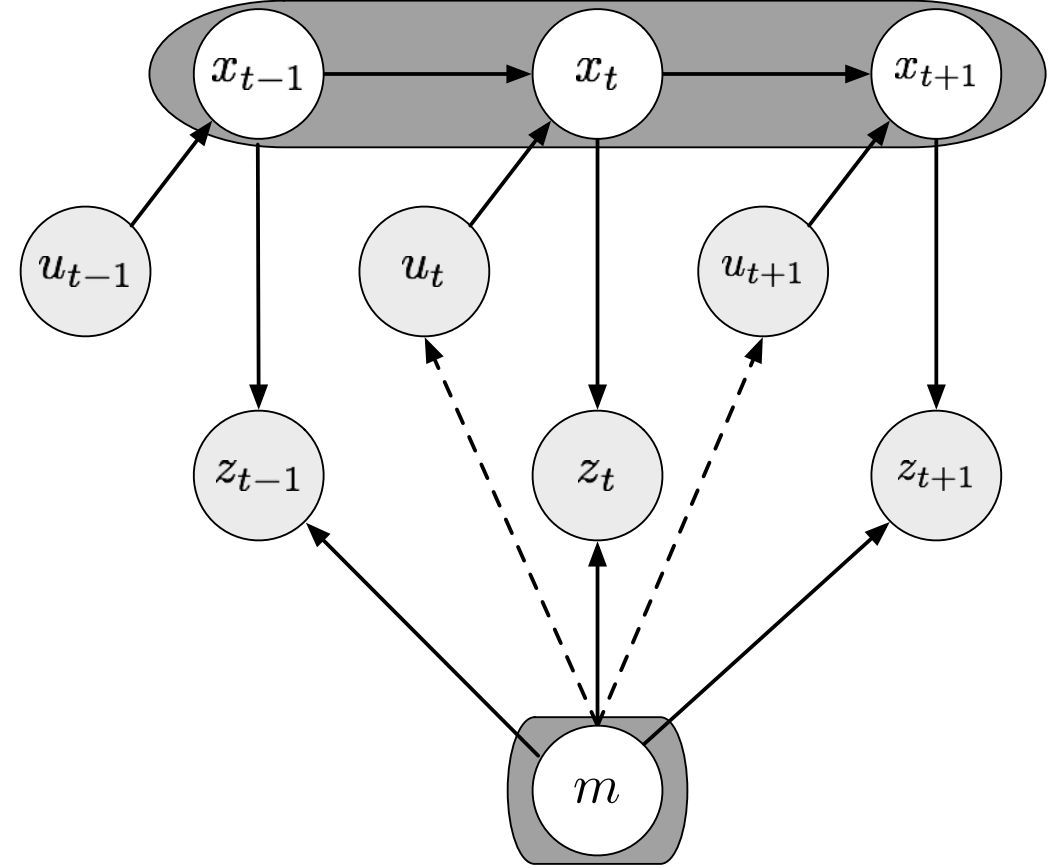 x_{t-1} x_t x_{t+1}
u_{t-1} u_t u_{t+1}
z_{t-1} z_t z_{t+1}
m